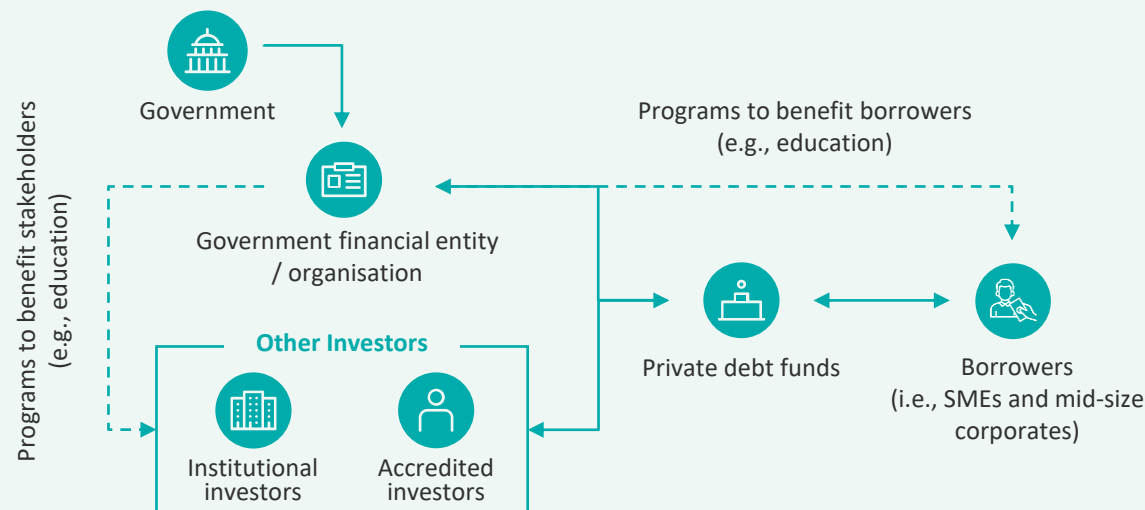 Government
Programs to benefit stakeholders
(e.g., education)
Programs to benefit borrowers
(e.g., education)
Government financial entity
/ organisation
Other Investors
Institutional
investors
Accredited
investors
Private debt funds
Borrowers
(i.e., SMEs and mid-size
corporates)